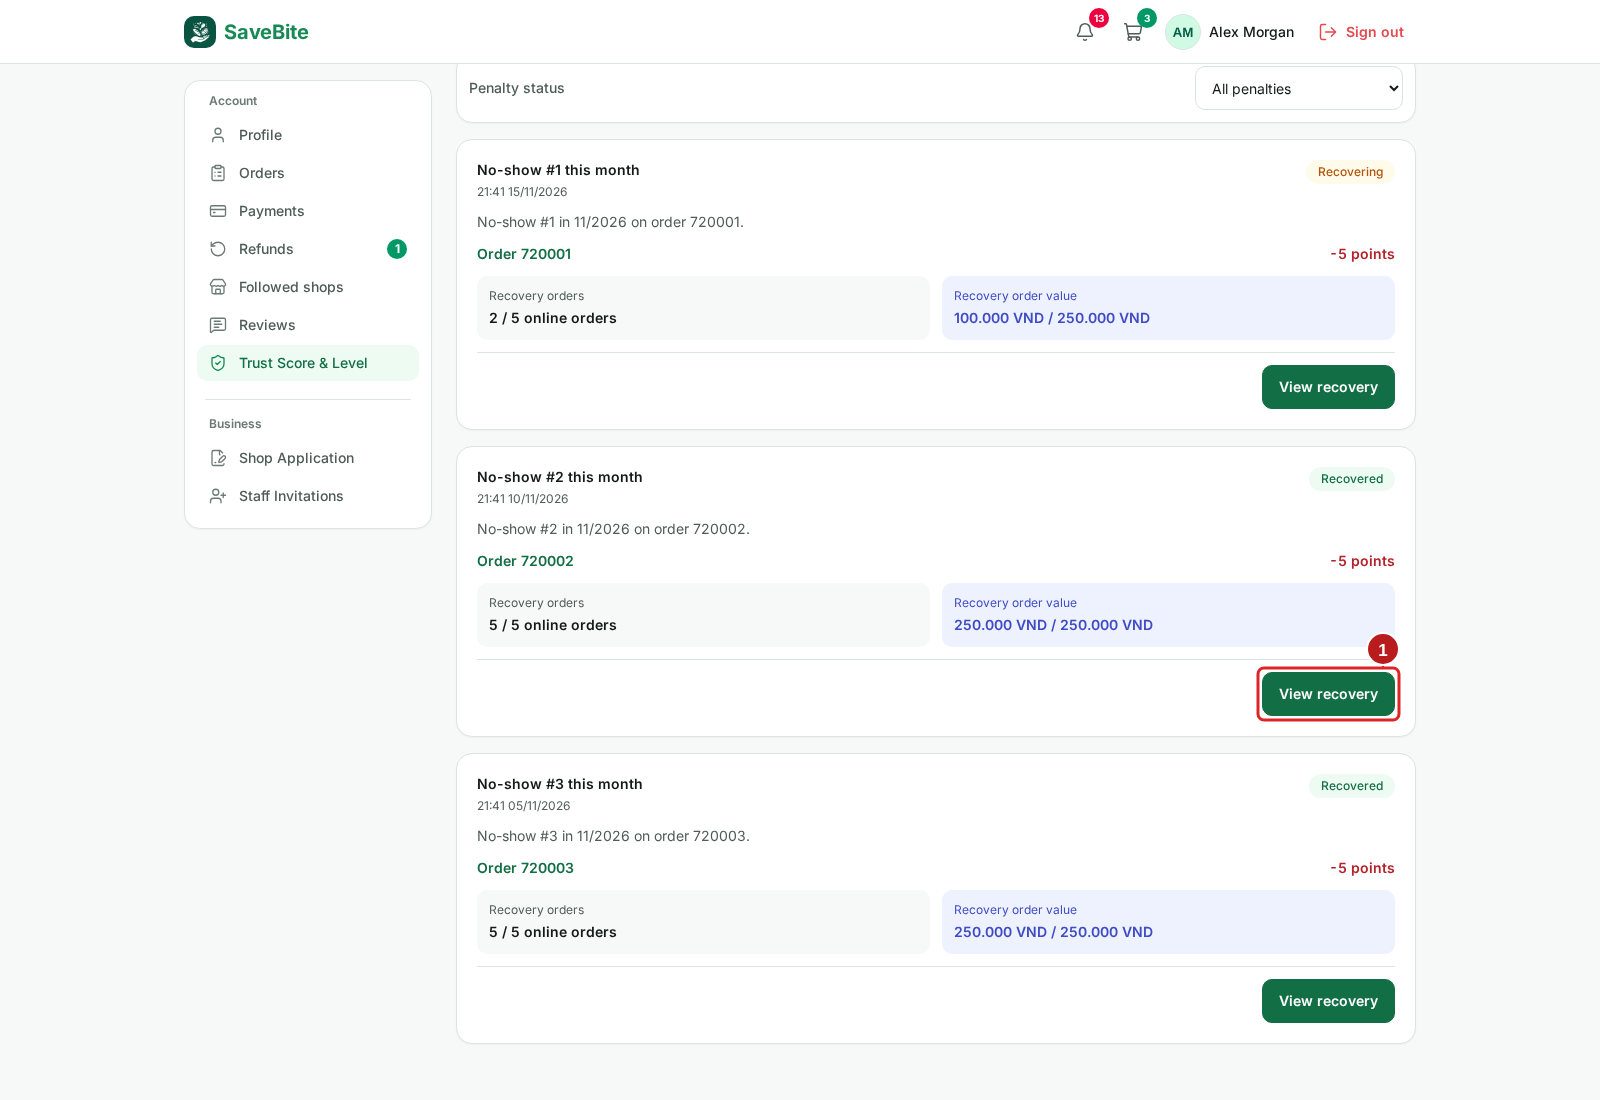 SaveBite
13
3
AM
Alex Morgan
Sign out
Account
Profile
Orders
Payments
Refunds
1
Followed shops
Reviews
Trust Score & Level
Business
Shop Application
Staff Invitations
Penalty status
All penalties
No-show #1 this month
Recovering
21:41 15/11/2026
No-show #1 in 11/2026 on order 720001.
Order 720001
-5 points
Recovery orders
2 / 5 online orders
Recovery order value
100.000 VND / 250.000 VND
View recovery
No-show #2 this month
Recovered
21:41 10/11/2026
No-show #2 in 11/2026 on order 720002.
Order 720002
-5 points
Recovery orders
5 / 5 online orders
Recovery order value
250.000 VND / 250.000 VND
1
View recovery
No-show #3 this month
Recovered
21:41 05/11/2026
No-show #3 in 11/2026 on order 720003.
Order 720003
-5 points
Recovery orders
5 / 5 online orders
Recovery order value
250.000 VND / 250.000 VND
View recovery